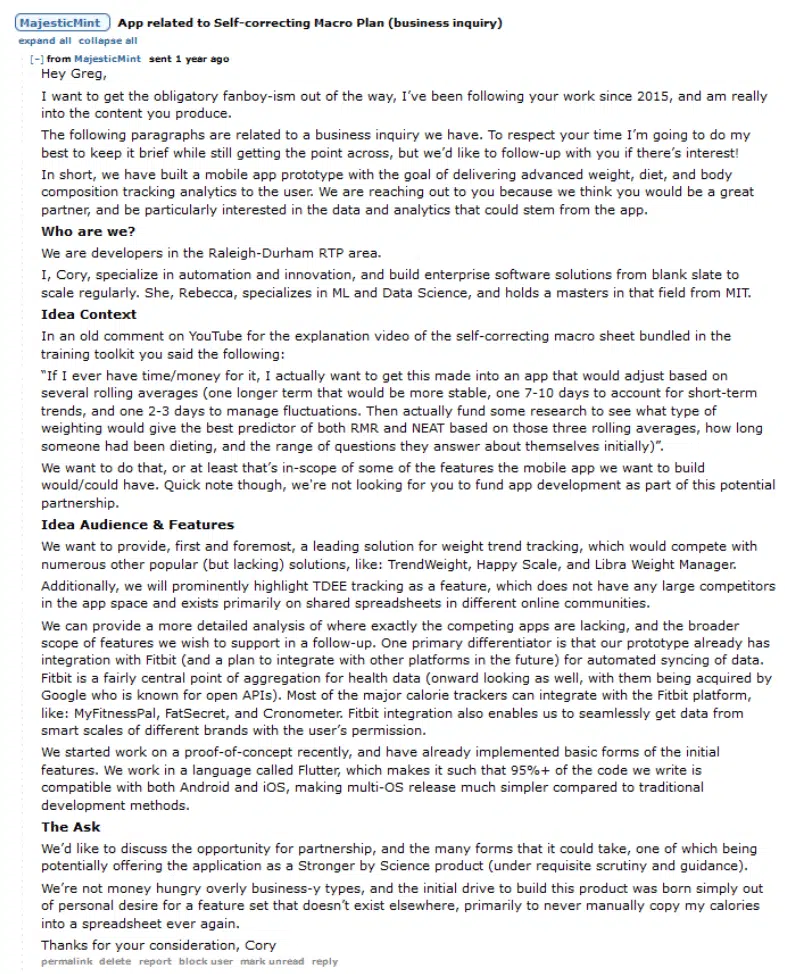 MajesticMint App related to Self-correcting Macro Plan (business inquiry)
expand all collapse all
[-] from MajesticMint sent 1 year ago
Hey Greg,
I want to get the obligatory fanboy-ism out of the way, I've been following your work since 2015, and am really
into the content you produce.
The following paragraphs are related to a business inquiry we have. To respect your time I'm going to do my
best to keep it brief while still getting the point across, but we'd like to follow-up with you if there's interest!
In short, we have built a mobile app prototype with the goal of delivering advanced weight, diet, and body
composition tracking analytics to the user. We are reaching out to you because we think you would be a great
partner, and be particularly interested in the data and analytics that could stem from the app.
Who are we?
We are developers in the Raleigh-Durham RTP area.
I, Cory, specialize in automation and innovation, and build enterprise software solutions from blank slate to
scale regularly. She, Rebecca, specializes in ML and Data Science, and holds a masters in that field from MIT.
Idea Context
In an old comment on YouTube for the explanation video of the self-correcting macro sheet bundled in the
training toolkit you said the following:
"If I ever have time/money for it, I actually want to get this made into an app that would adjust based on
several rolling averages (one longer term that would be more stable, one 7-10 days to account for short-term
trends, and one 2-3 days to manage fluctuations. Then actually fund some research to see what type of
weighting would give the best predictor of both RMR and NEAT based on those three rolling averages, how long
someone had been dieting, and the range of questions they answer about themselves initially)".
We want to do that, or at least that's in-scope of some of the features the mobile app we want to build
would/could have. Quick note though, we're not looking for you to fund app development as part of this potential
partnership.
Idea Audience & Features
We want to provide, first and foremost, a leading solution for weight trend tracking, which would compete with
numerous other popular (but lacking) solutions, like: TrendWeight, Happy Scale, and Libra Weight Manager.
Additionally, we will prominently highlight TDEE tracking as a feature, which does not have any large competitors
in the app space and exists primarily on shared spreadsheets in different online communities.
We can provide a more detailed analysis of where exactly the competing apps are lacking, and the broader
scope of features we wish to support in a follow-up. One primary differentiator is that our prototype already has
integration with Fitbit (and a plan to integrate with other platforms in the future) for automated syncing of data.
Fitbit is a fairly central point of aggregation for health data (onward looking as well, with them being acquired by
Google who is known for open APIs). Most of the major calorie trackers can integrate with the Fitbit platform,
like: MyFitnessPal, FatSecret, and Cronometer. Fitbit integration also enables us to seamlessly get data from
smart scales of different brands with the user's permission.
We started work on a proof-of-concept recently, and have already implemented basic forms of the initial
features. We work in a language called Flutter, which makes it such that 95%+ of the code we write is
compatible with both Android and iOS, making multi-OS release much simpler compared to traditional
development methods.
The Ask
We'd like to discuss the opportunity for partnership, and the many forms that it could take, one of which being
potentially offering the application as a Stronger by Science product (under requisite scrutiny and guidance).
We're not money hungry overly business-y types, and the initial drive to build this product was born simply out
of personal desire for a feature set that doesn't exist elsewhere, primarily to never manually copy my calories
into a spreadsheet ever again.
Thanks for your consideration, Cory
permalink delete report block user mark unread reply